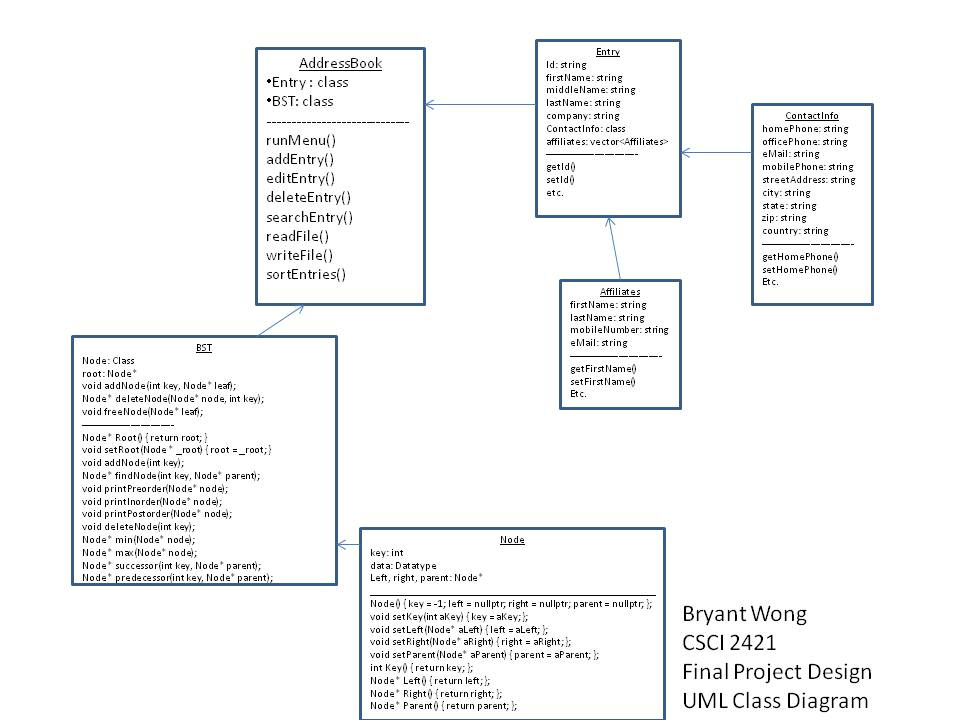 AddressBook
•Entry : class
•BST: class
------------------------------
runMenu()
addEntry()
editEntry()
deleteEntry()
searchEntry()
readFile()
writeFile()
sortEntries()
Entry
Id: string
firstName: string
middleName: string
lastName: string
company: string
ContactInfo: class
affiliates: vector<Affiliates>
------------------------------
getId()
setId()
etc.
ContactInfo
homePhone: string
officePhone: string
eMail: string
mobilePhone: string
streetAddress: string
city: string
state: string
zip: string
country: string
------------------------------
getHomePhone()
setHomePhone()
Etc.
Affiliates
firstName: string
lastName: string
mobileNumber: string
eMail: string
------------------------------
getFirstName()
setFirstName()
Etc.
BST
Node: Class
root: Node*
void addNode(int key, Node* leaf);
Node* deleteNode(Node* node, int key);
void freeNode(Node* leaf);
------------------------------
Node* Root() { return root; }
void setRoot(Node * _root) { root = _root; }
void addNode(int key);
Node* findNode(int key, Node* parent);
void printPreorder(Node* node);
void printInorder(Node* node);
void printPostorder(Node* node);
void deleteNode(int key);
Node* min(Node* node);
Node* max(Node* node);
Node* successor(int key, Node* parent);
Node* predecessor(int key, Node* parent);
Node
key: int
data: Datatype
Left, right, parent: Node*
Node() { key = -1; left = nullptr; right = nullptr; parent = nullptr; };
void setKey(int aKey) { key = aKey; };
void setLeft(Node* aLeft) { left = aLeft; };
void setRight(Node* aRight) { right = aRight; };
void setParent(Node* aParent) { parent = aParent; };
int Key() { return key; };
Node* Left() { return left; };
Node* Right() { return right; };
Node* Parent() { return parent; };
Bryant Wong
CSCI 2421
Final Project Design
UML Class Diagram